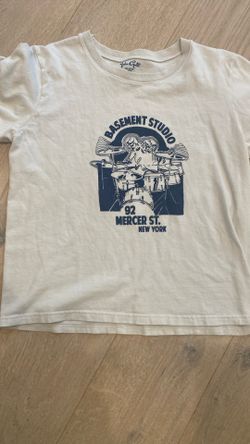 BASEMENT STUDIO
92
MERCER ST.
NEW YORK